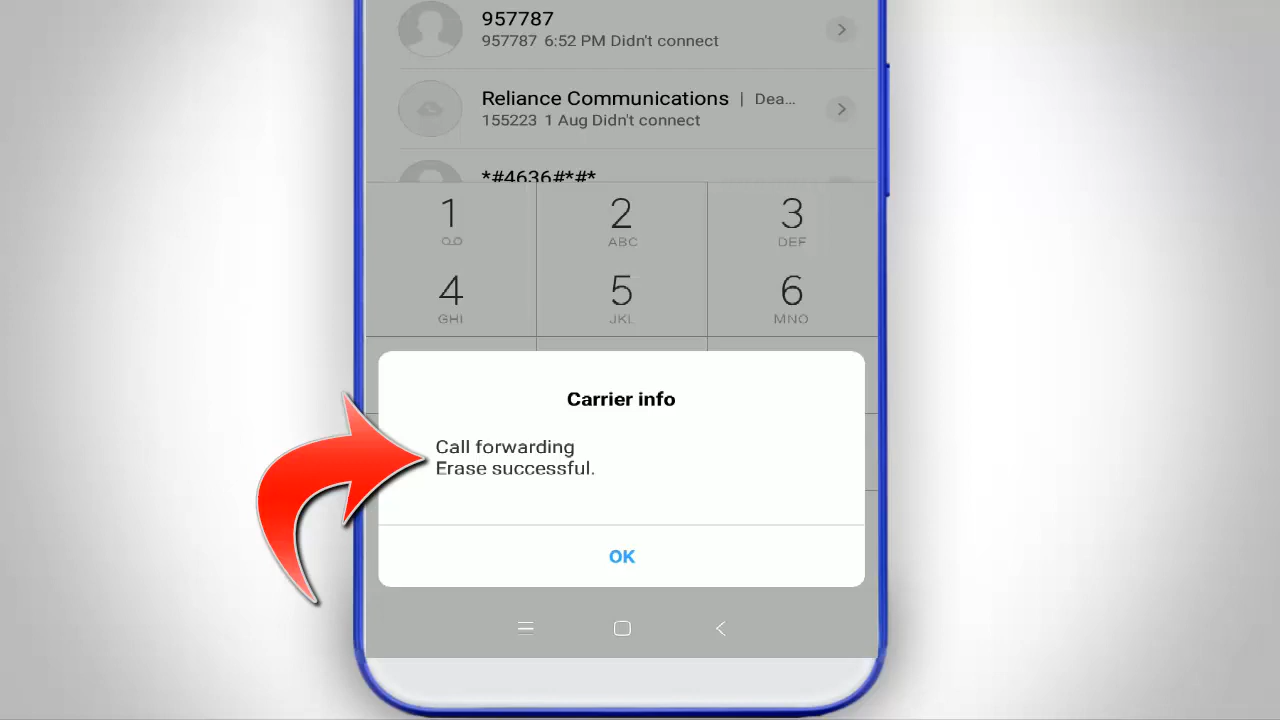 957787
957787 6:52 PM Didn't connect
Reliance Communications | Dea...
155223 1 Aug Didn't connect
*#4636#*#*
1 2 3
ABC DEF
4 5 6
GHI JKL MNO
Carrier info
Call forwarding
Erase successful.
OK